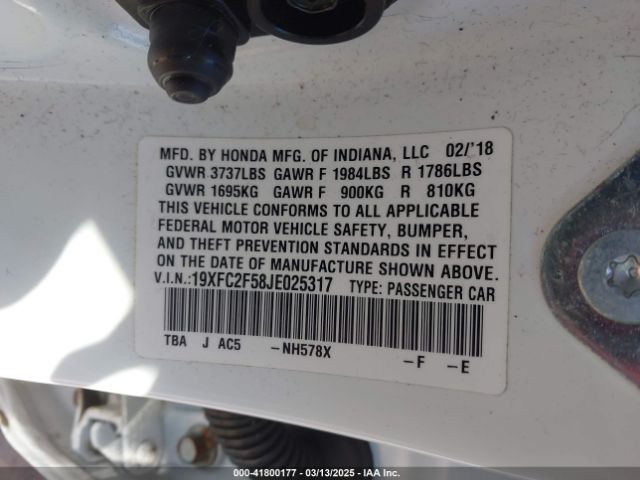 MFD. BY HONDA MFG. OF INDIANA, LLC 02/'18
GVWR 3737LBS GAWR F 1984LBS R 1786LBS
GVWR 1695KG GAWR F 900KG R 810KG
THIS VEHICLE CONFORMS TO ALL APPLICABLE
FEDERAL MOTOR VEHICLE SAFETY, BUMPER,
AND THEFT PREVENTION STANDARDS IN EFFECT
ON THE DATE OF MANUFACTURE SHOWN ABOVE.
V.I.N.:19XFC2F58JE025317 TYPE: PASSENGER CAR
TBA J AC5 -NH578X -F -E
000-41800177 - 03/13/2025 - IAA Inc.